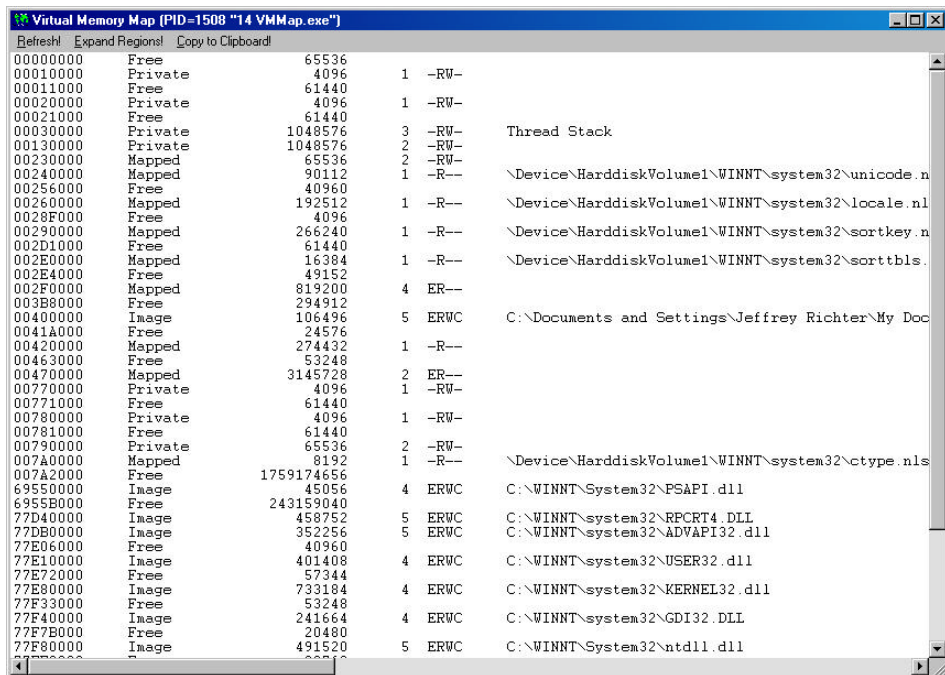 Virtual Memory Map (PID=1508 "14 VMMap.exe")
Refresh! Expand Regions! Copy to Clipboard!
00000000 Free 65536
00010000 Private 4096 1 -RW-
00011000 Free 61440
00020000 Private 4096 1 -RW-
00021000 Free 61440
00030000 Private 1048576 3 -RW- Thread Stack
00130000 Private 1048576 2 -RW-
00230000 Mapped 65536 2 -RW-
00240000 Mapped 90112 1 -R-- \Device\HarddiskVolume1\WINNT\system32\unicode.n
00256000 Free 40960
00260000 Mapped 192512 1 -R-- \Device\HarddiskVolume1\WINNT\system32\locale.nl
0028F000 Free 4096
00290000 Mapped 266240 1 -R-- \Device\HarddiskVolume1\WINNT\system32\sortkey.n
002D1000 Free 61440
002E0000 Mapped 16384 1 -R-- \Device\HarddiskVolume1\WINNT\system32\sorttbls.
002E4000 Free 49152
002F0000 Mapped 819200 4 ER--
003B8000 Free 294912
00400000 Image 106496 5 ERWC C:\Documents and Settings\Jeffrey Richter\My Doc
0041A000 Free 24576
00420000 Mapped 274432 1 -R--
00463000 Free 53248
00470000 Mapped 3145728 2 ER--
00770000 Private 4096 1 -RW-
00771000 Free 61440
00780000 Private 4096 1 -RW-
00781000 Free 61440
00790000 Private 65536 2 -RW-
007A0000 Mapped 8192 1 -R-- \Device\HarddiskVolume1\WINNT\system32\ctype.nls
007A2000 Free 1759174656
69550000 Image 45056 4 ERWC C:\WINNT\System32\PSAPI.dll
6955B000 Free 243159040
77D40000 Image 458752 5 ERWC C:\WINNT\system32\RPCRT4.DLL
77DB0000 Image 352256 5 ERWC C:\WINNT\system32\ADVAPI32.dll
77E06000 Free 40960
77E10000 Image 401408 4 ERWC C:\WINNT\system32\USER32.dll
77E72000 Free 57344
77E80000 Image 733184 4 ERWC C:\WINNT\system32\KERNEL32.dll
77F33000 Free 53248
77F40000 Image 241664 4 ERWC C:\WINNT\system32\GDI32.DLL
77F7B000 Free 20480
77F80000 Image 491520 5 ERWC C:\WINNT\System32\ntdll.dll